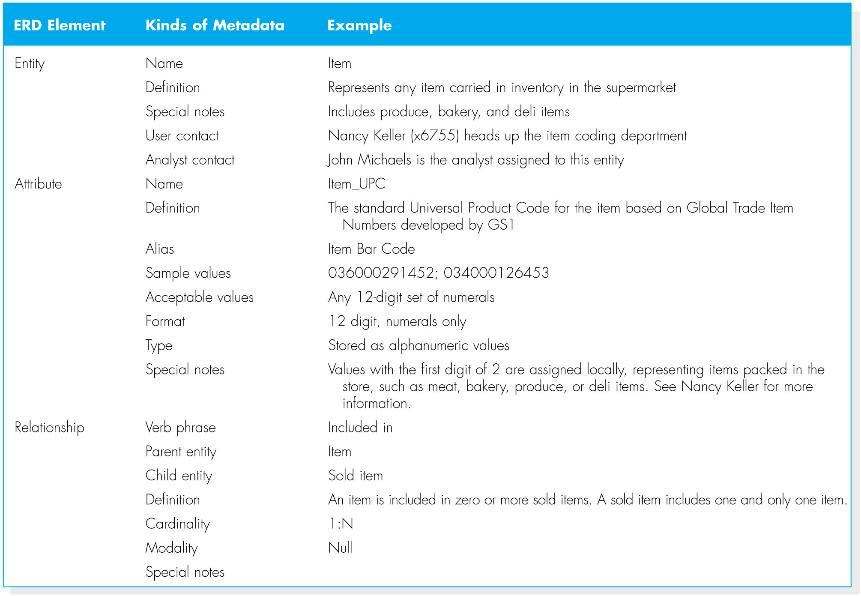 ERD Element Kinds of Metadata Example
Entity Name Item
Definition Represents any item carried in inventory in the supermarket
Special notes Includes produce, bakery, and deli items
User contact Nancy Keller (x6755) heads up the item coding department
Analyst contact John Michaels is the analyst assigned to this entity
Attribute Name Item_UPC
Definition The standard Universal Product Code for the item based on Global Trade Item
Numbers developed by GS1
Alias Item Bar Code
Sample values 036000291452; 034000126453
Acceptable values Any 12-digit set of numerals
Format 12 digit, numerals only
Type Stored as alphanumeric values
Special notes Values with the first digit of 2 are assigned locally, representing items packed in the
store, such as meat, bakery, produce, or deli items. See Nancy Keller for more
information.
Relationship Verb phrase Included in
Parent entity Item
Child entity Sold item
Definition An item is included in zero or more sold items. A sold item includes one and only one item.
Cardinality 1:N
Modality Null
Special notes